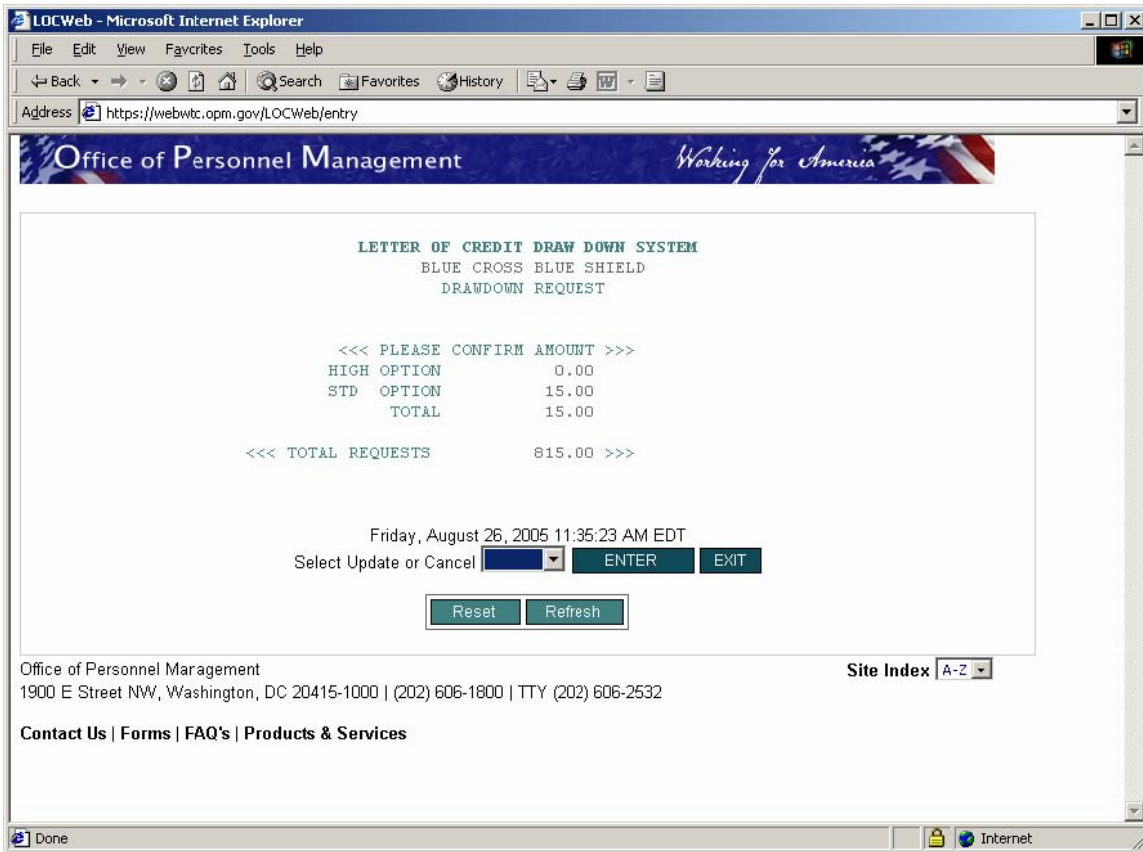 LOCWeb - Microsoft Internet Explorer
File Edit View Favorites Tools Help
Back Search Favorites History
Address https://webwtc.opm.gov/LOCWeb/entry
Office of Personnel Management Working for America
LETTER OF CREDIT DRAW DOWN SYSTEM
BLUE CROSS BLUE SHIELD
DRAWDOWN REQUEST
<<< PLEASE CONFIRM AMOUNT >>>
HIGH OPTION 0.00
STD OPTION 15.00
TOTAL 15.00
<<< TOTAL REQUESTS 815.00 >>>
Friday, August 26, 2005 11:35:23 AM EDT
Select Update or Cancel ENTER EXIT
Reset Refresh
Office of Personnel Management Site Index A-Z
1900 E Street NW, Washington, DC 20415-1000 | (202) 606-1800 | TTY (202) 606-2532
Contact Us | Forms | FAQ's | Products & Services
Done Internet